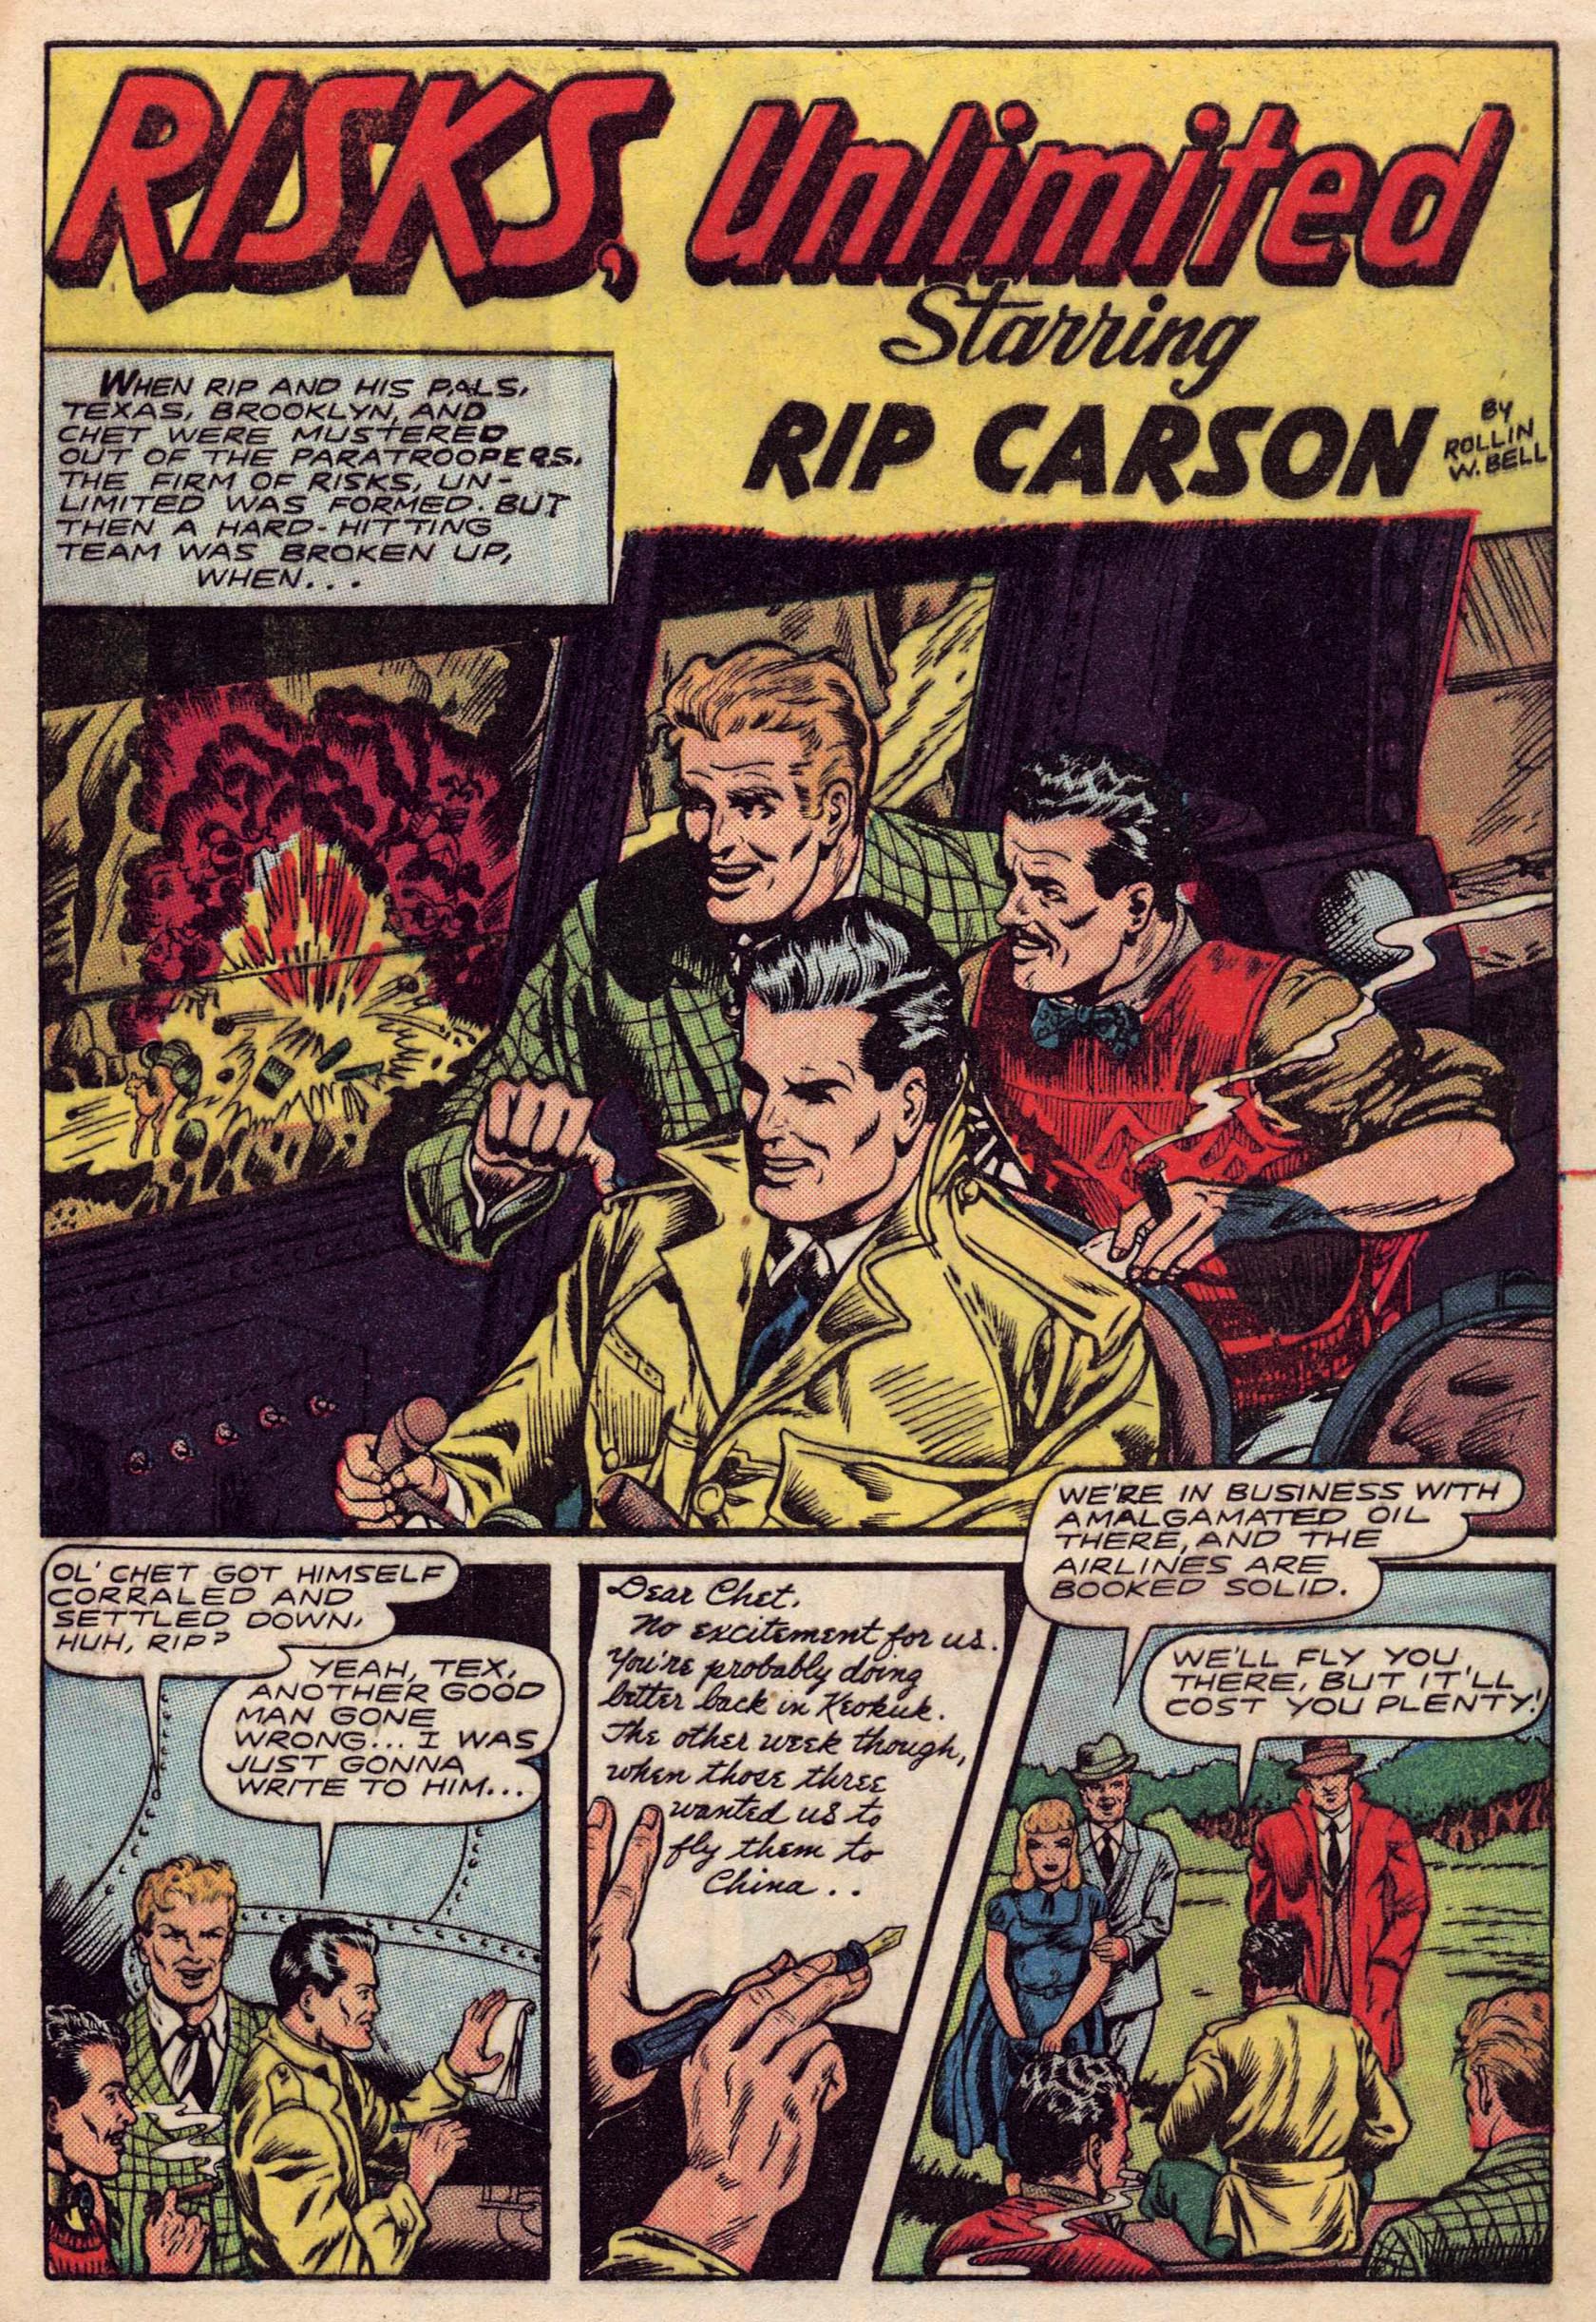 RISKS, Unlimited
Starring
RIP CARSON
BY
ROLLIN
W. BELL
WHEN RIP AND HIS PALS,
TEXAS, BROOKLYN, AND
CHET WERE MUSTERED
OUT OF THE PARATROOPERS,
THE FIRM OF RISKS, UN-
LIMITED WAS FORMED. BUT
THEN A HARD-HITTING
TEAM WAS BROKEN UP,
WHEN...
OL' CHET GOT HIMSELF
CORRALED AND
SETTLED DOWN,
HUH, RIP?
YEAH, TEX,
ANOTHER GOOD
MAN GONE
WRONG!.. I WAS
JUST GONNA
WRITE TO HIM...
Dear Chet,
No excitement for us.
You're probably doing
better back in Keokuk.
The other week though,
when those three
wanted us to
fly them to
China..
WE'RE IN BUSINESS WITH
AMALGAMATED OIL
THERE, AND THE
AIRLINES ARE
BOOKED SOLID.
WE'LL FLY YOU
THERE, BUT IT'LL
COST YOU PLENTY!